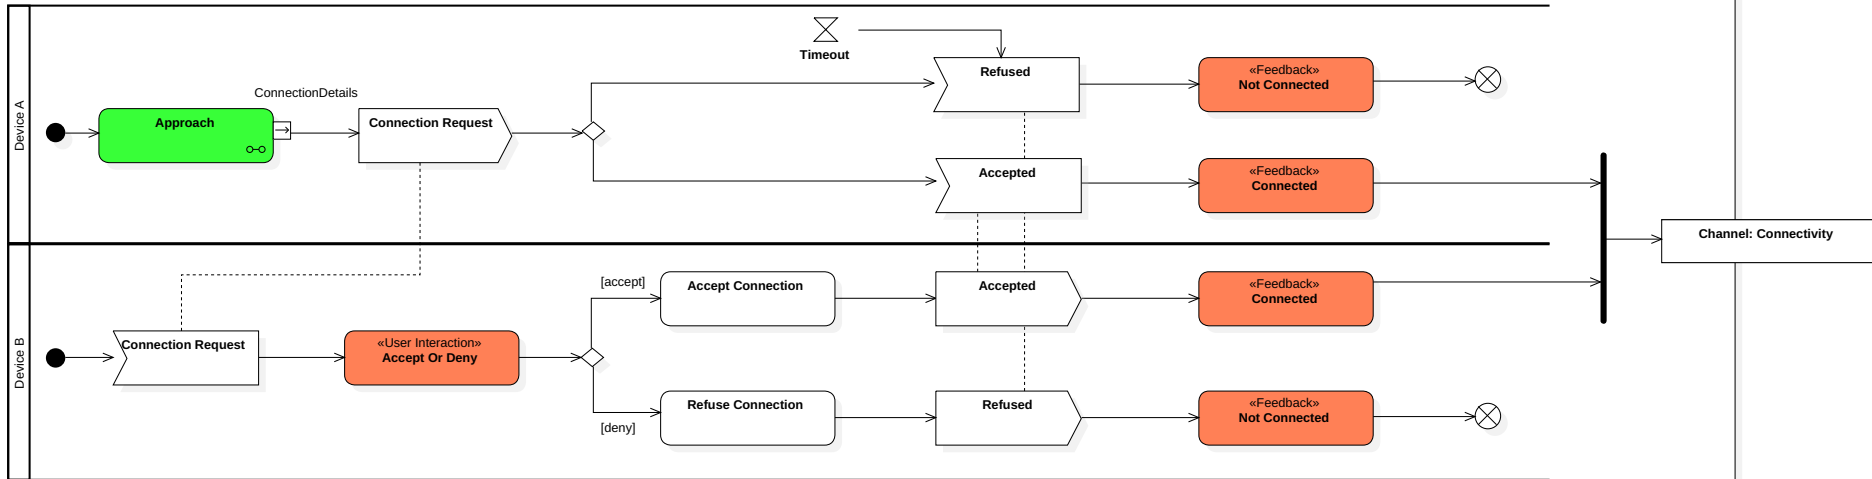 Device A
Timeout
ConnectionDetails
Approach
Connection Request
Refused
«Feedback»
Not Connected
Accepted
«Feedback»
Connected
Channel: Connectivity
Device B
Connection Request
«User Interaction»
Accept Or Deny
[accept]
Accept Connection
Accepted
«Feedback»
Connected
[deny]
Refuse Connection
Refused
«Feedback»
Not Connected